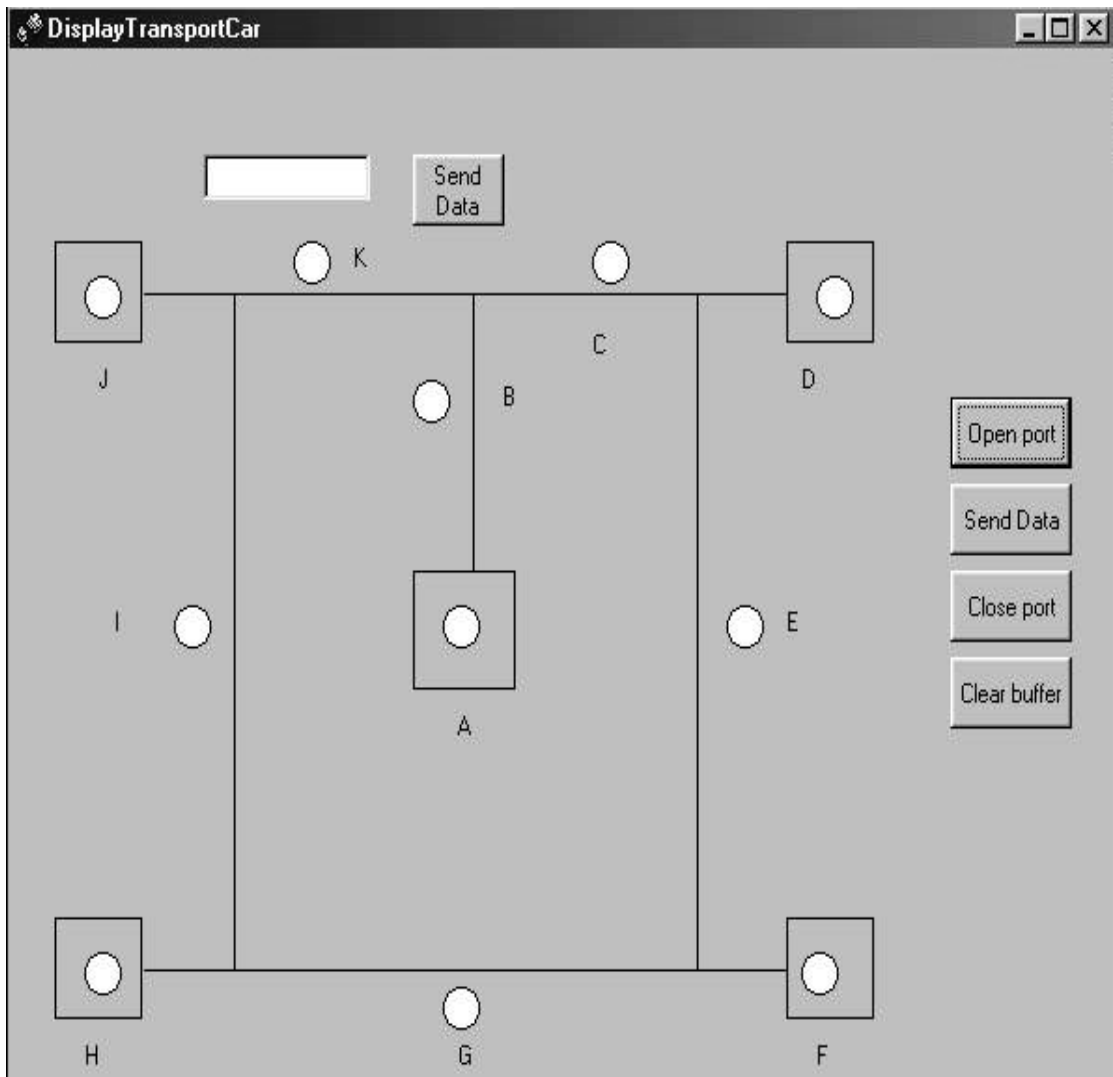 DisplayTransportCar
Send
Data
K
C
J
D
B
Open port
Send Data
I
E
Close port
Clear buffer
A
H
G
F